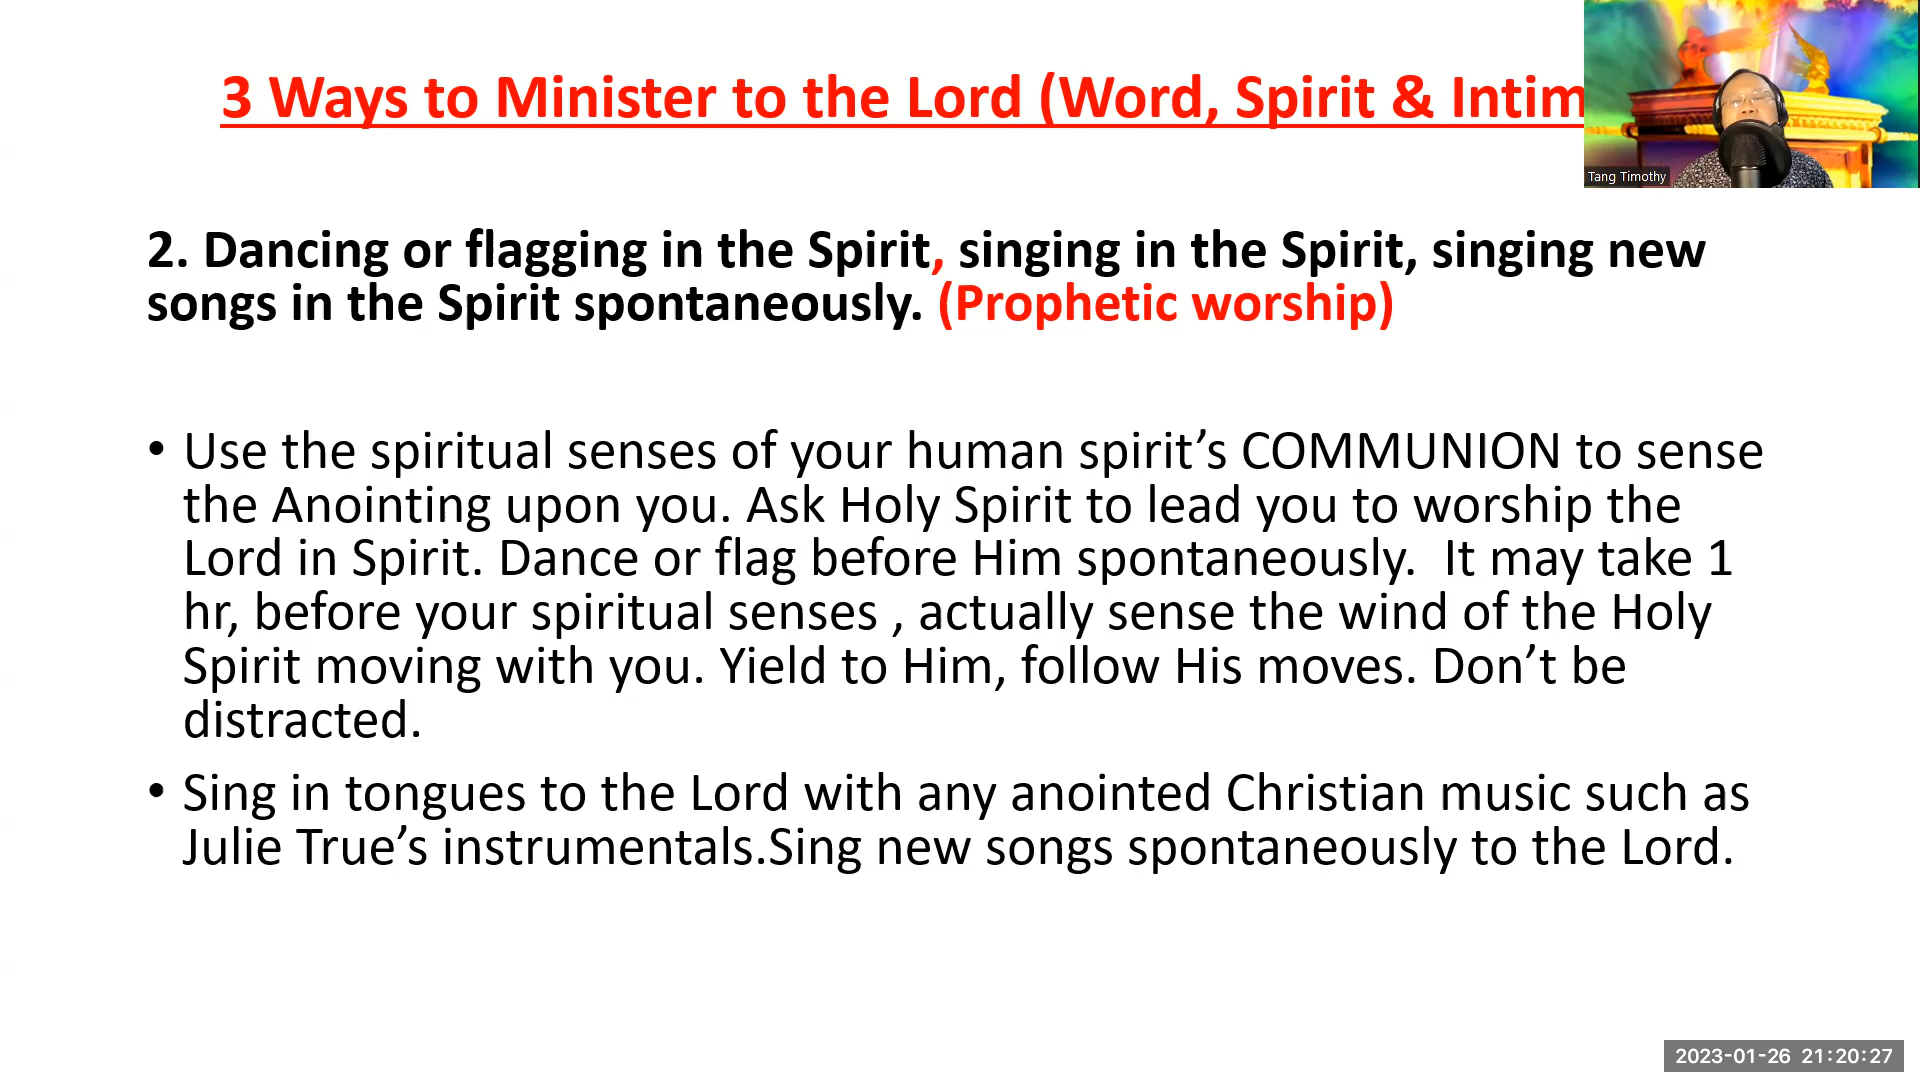 3 Ways to Minister to the Lord (Word, Spirit & Intim
Tang Timothy
2. Dancing or flagging in the Spirit, singing in the Spirit, singing new
songs in the Spirit spontaneously. (Prophetic worship)
• Use the spiritual senses of your human spirit’s COMMUNION to sense
the Anointing upon you. Ask Holy Spirit to lead you to worship the
Lord in Spirit. Dance or flag before Him spontaneously.  It may take 1
hr, before your spiritual senses , actually sense the wind of the Holy
Spirit moving with you. Yield to Him, follow His moves. Don’t be
distracted.
• Sing in tongues to the Lord with any anointed Christian music such as
Julie True’s instrumentals.Sing new songs spontaneously to the Lord.
2023-01-26 21:20:27